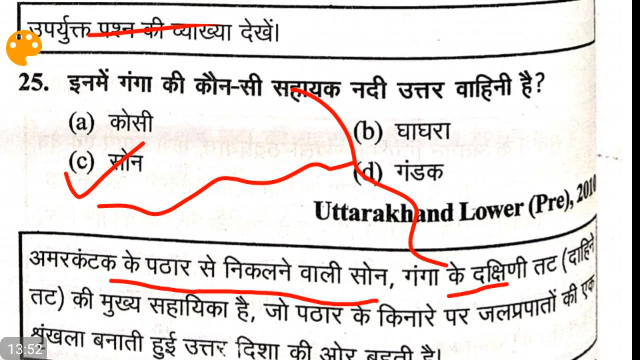 उपर्युक्त प्रश्न की व्याख्या देखें।
25. इनमें गंगा की कौन-सी सहायक नदी उत्तर वाहिनी है?
(a) कोसी (b) घाघरा
(c) सोन (d) गंडक
Uttarakhand Lower (Pre), 2010
अमरकंटक के पठार से निकलने वाली सोन, गंगा के दक्षिणी तट (दाहिने
तट) की मुख्य सहायिका है, जो पठार के किनारे पर जलप्रपातों की एक
शृंखला बनाती हुई उत्तर दिशा की ओर बहती है।
13:52